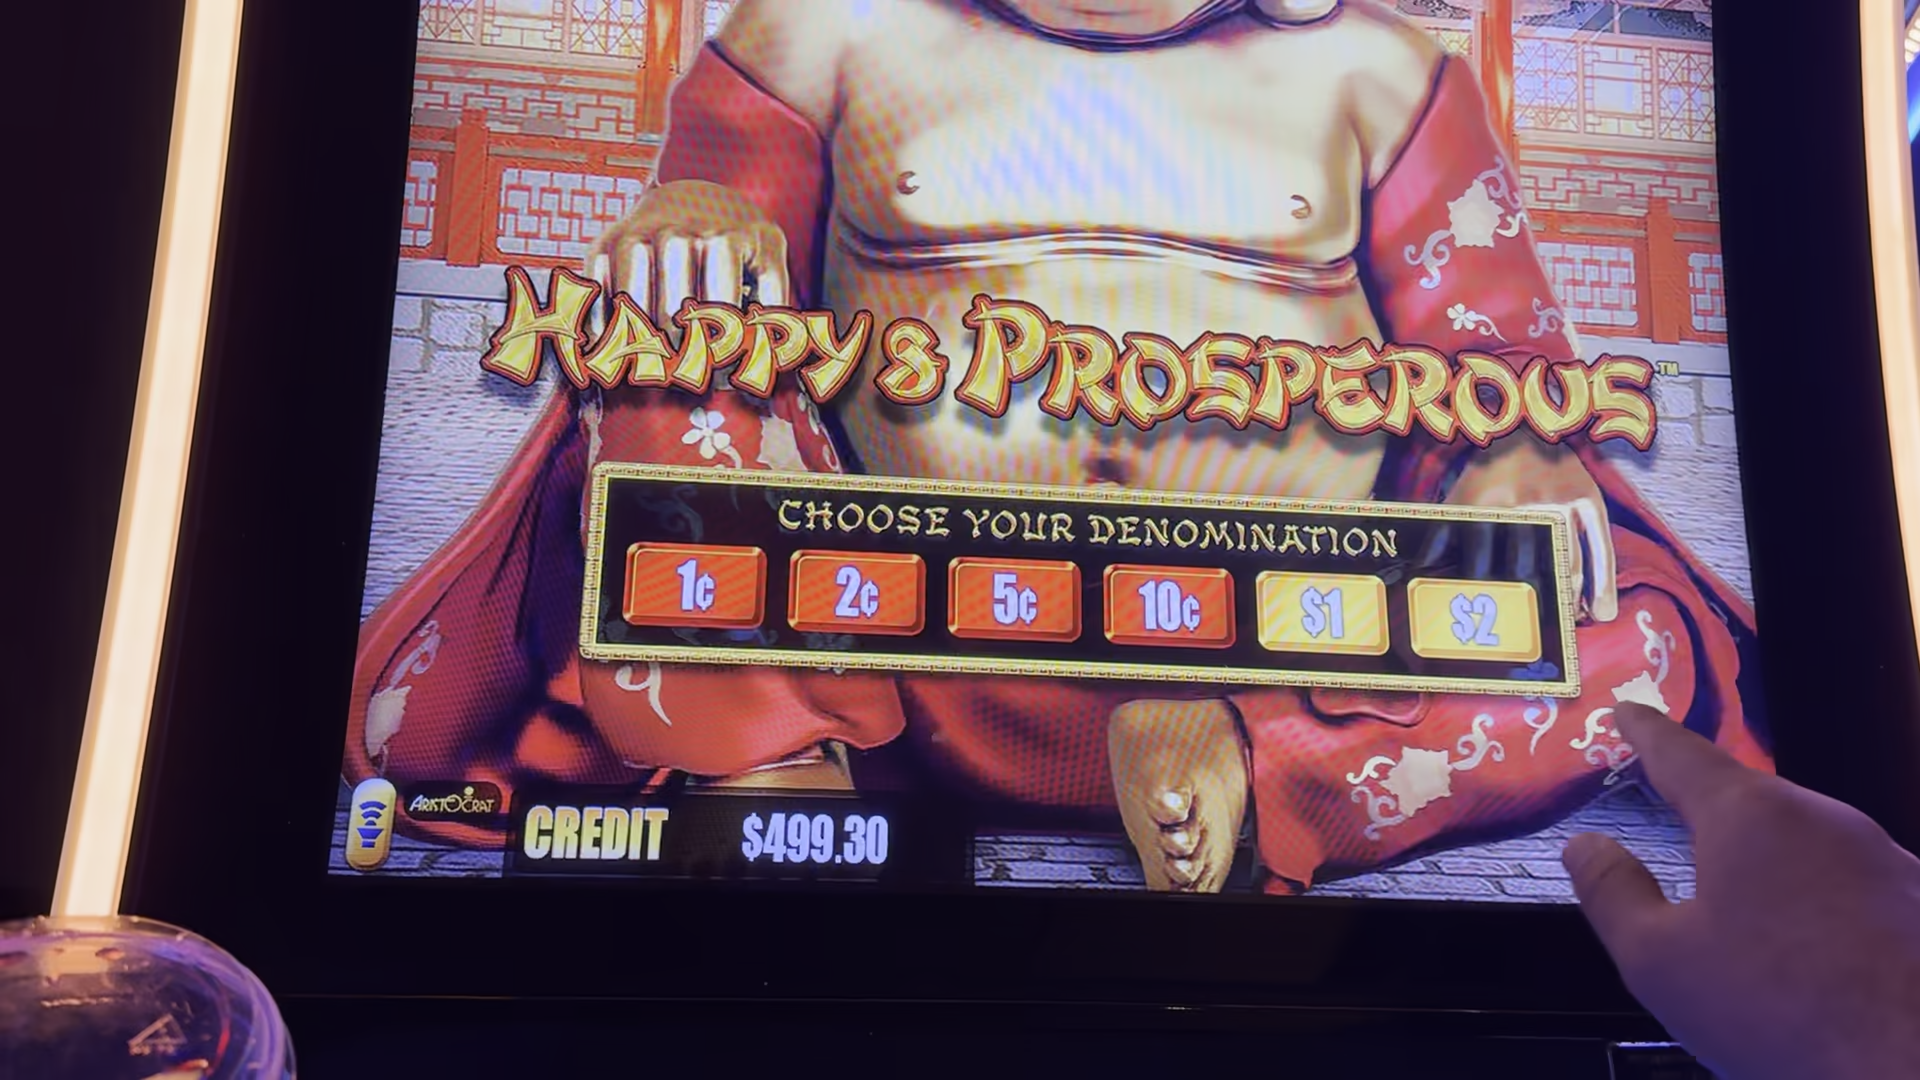 HAPPY & PROSPEROUS™
CHOOSE YOUR DENOMINATION
1¢ 2¢ 5¢ 10¢ $1 $2
ARISTOCRAT
CREDIT $499.30